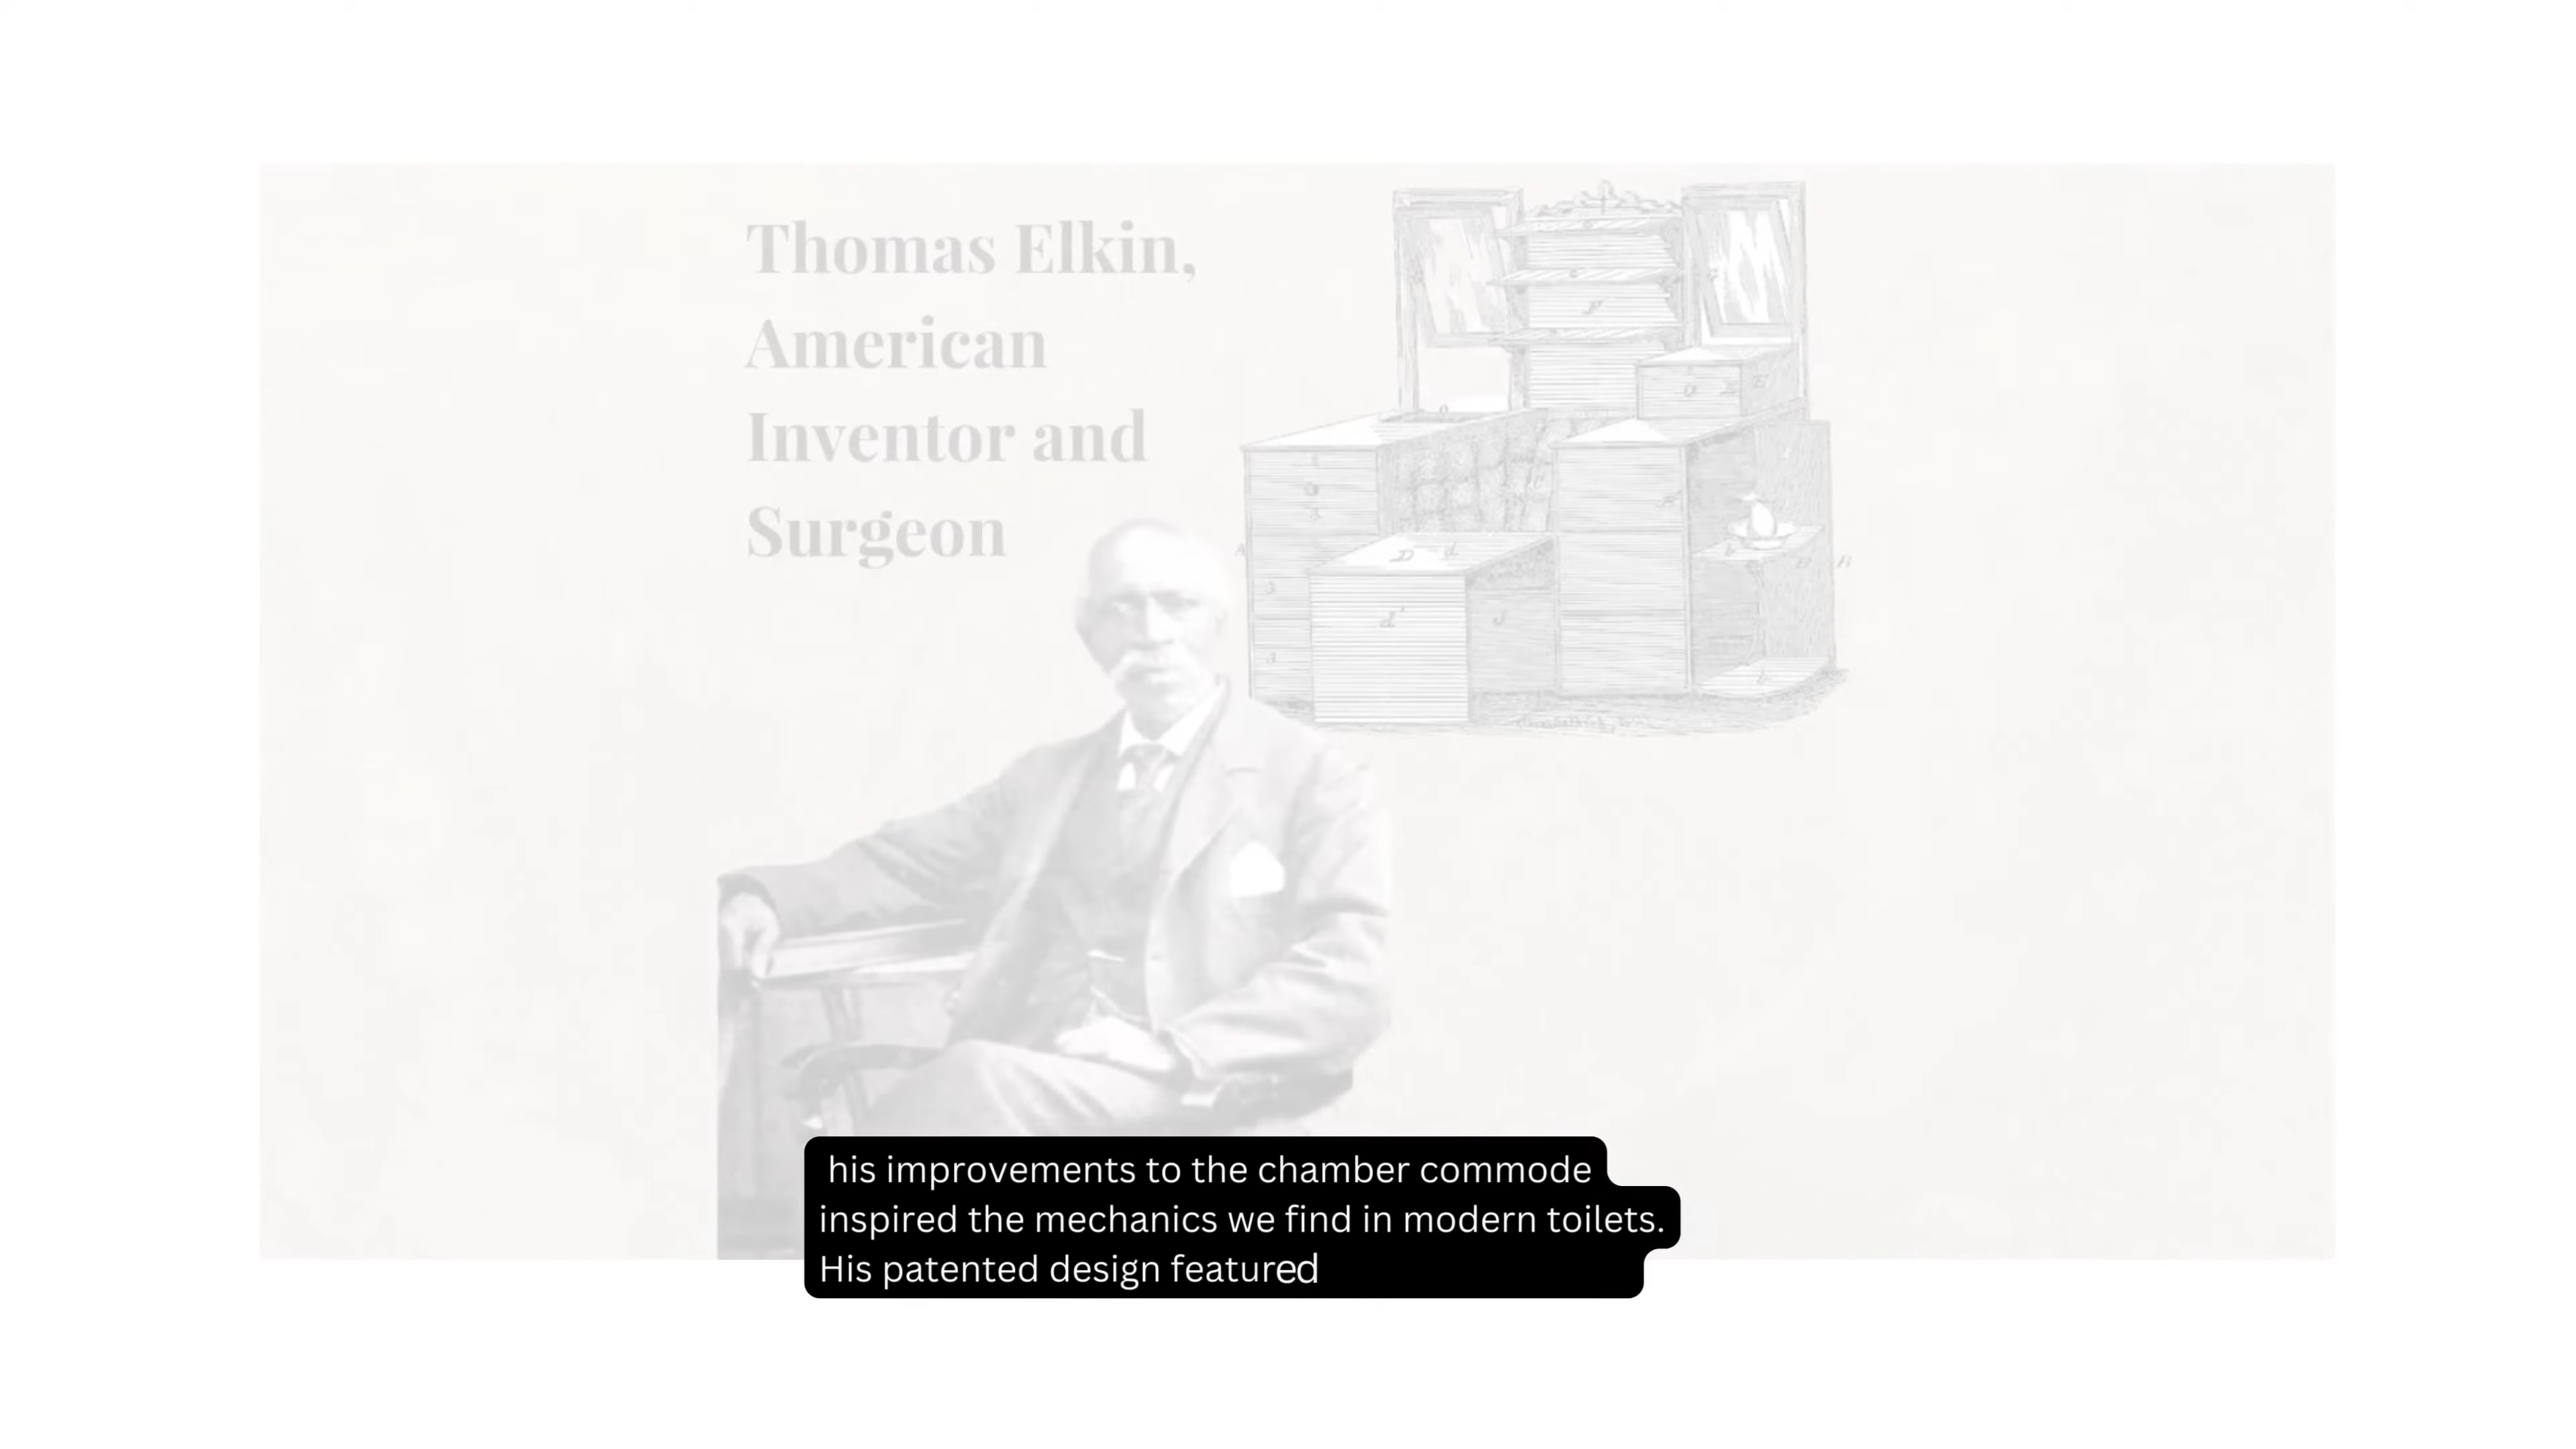 Thomas Elkin,
American
Inventor and
Surgeon
his improvements to the chamber commode
inspired the mechanics we find in modern toilets.
His patented design featured